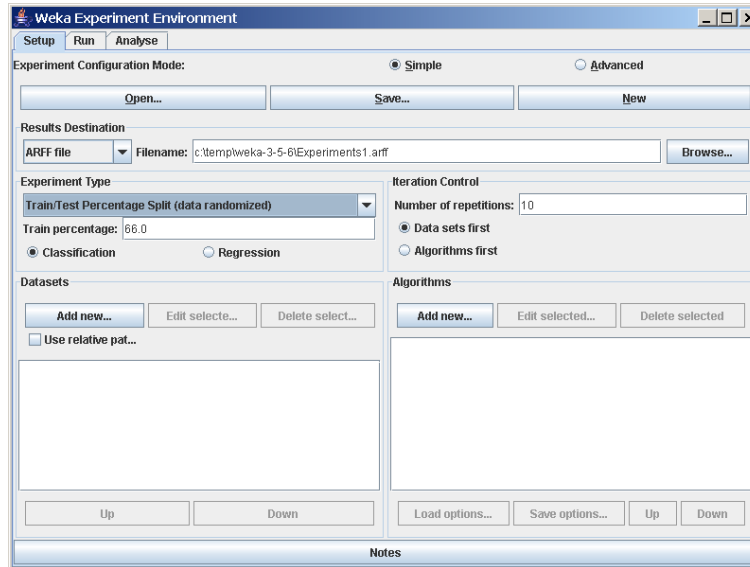 Weka Experiment Environment
Setup Run Analyse
Experiment Configuration Mode: Simple Advanced
Open... Save... New
Results Destination
ARFF file Filename: c:\temp\weka-3-5-6\Experiments1.arff Browse...
Experiment Type
Train/Test Percentage Split (data randomized)
Train percentage: 66.0
Classification Regression
Iteration Control
Number of repetitions: 10
Data sets first
Algorithms first
Datasets
Add new... Edit selecte... Delete select...
Use relative pat...
Up Down
Algorithms
Add new... Edit selected... Delete selected
Load options... Save options... Up Down
Notes